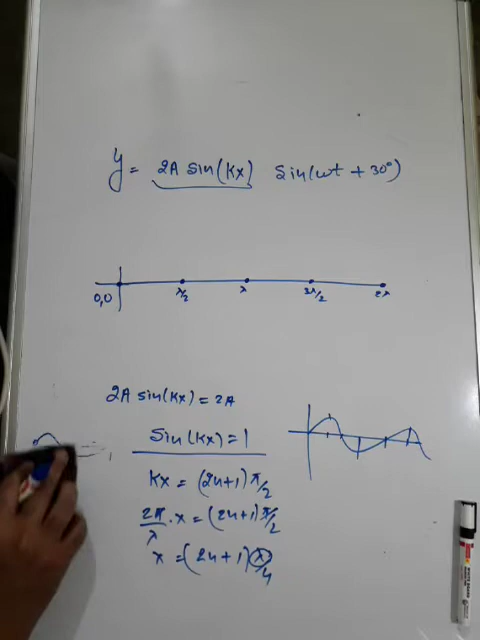 y = 2A sin(Kx) Sin(ωt + 30°)
0,0 λ/2 λ 3λ/2 2λ
2A sin(Kx) = 2A
Sin(Kx) = 1
Kx = (2n+1) π/2
2π/λ . x = (2n+1) π/2
x = (2n+1) λ/4